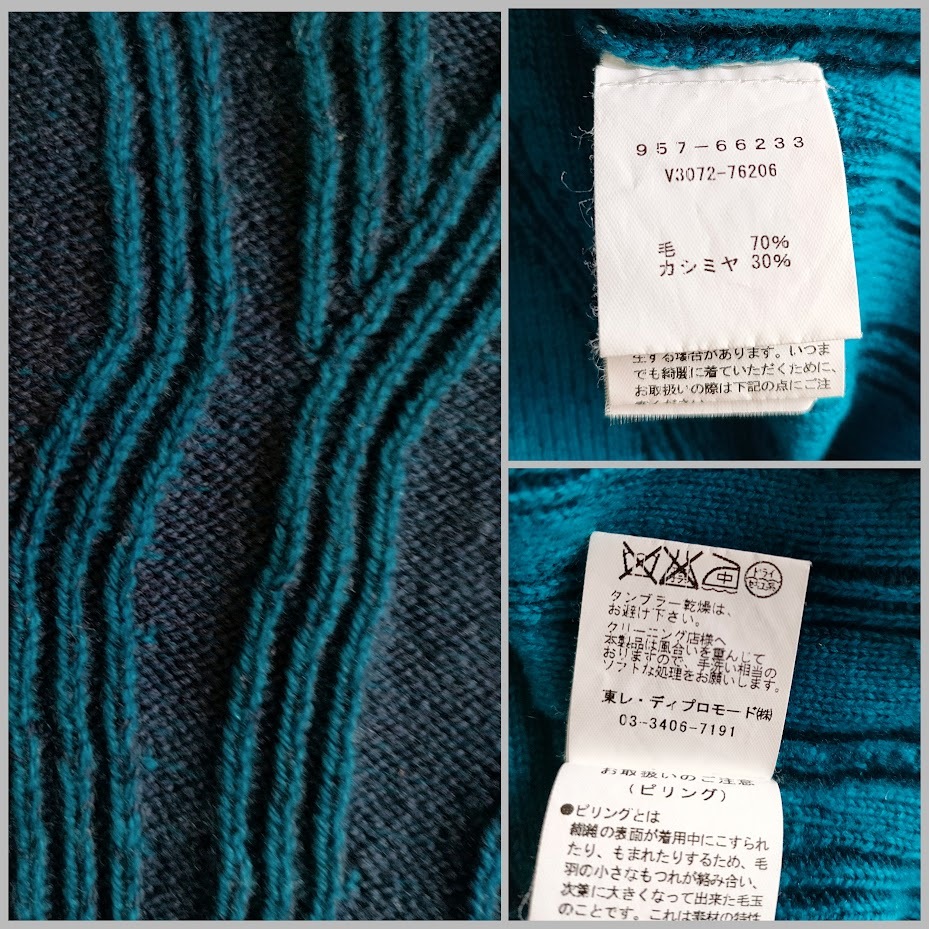 957-66233
V3072-76206
毛 70%
カシミヤ 30%
生する場合があります。いつま
でも綺麗に着ていただくために、
お取扱いの際は下記の点にご注
中
ドライ
セキユ系
タンブラー乾燥は、
お避け下さい。
クリーニング店様へ
本製品は風合いを重んじて
おりますので、手洗い相当の
ソフトな処理をお願いします。
東レ・ディプロモード㈱
03-3406-7191
お取扱いのご注意
(ピリング)
●ピリングとは
繊維の表面が着用中にこすられ
たり、もまれたりするため、毛
羽の小さなもつれが絡み合い、
次第に大きくなって出来た毛玉
のことです。これは素材の特性